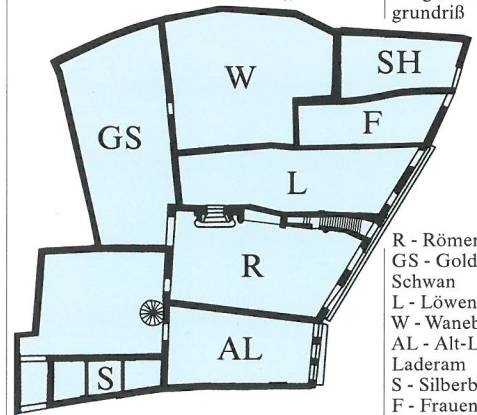 grundriß
SH
W
GS
F
L
R
AL
S
R - Römer
GS - Gold
Schwan
L - Löwen
W - Waneb
AL - Alt-L
Laderam
S - Silberb
F - Frauen